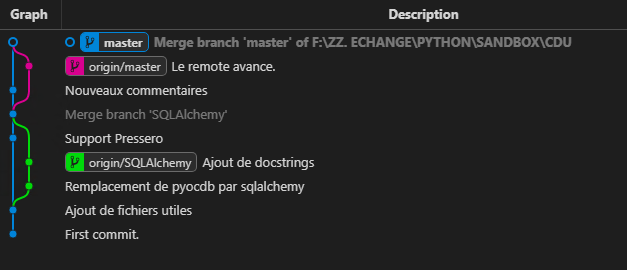 Graph Description
master Merge branch 'master' of F:\ZZ. ECHANGE\PYTHON\SANDBOX\CDU
origin/master Le remote avance.
Nouveaux commentaires
Merge branch 'SQLAlchemy'
Support Pressero
origin/SQLAlchemy Ajout de docstrings
Remplacement de pyocdb par sqlalchemy
Ajout de fichiers utiles
First commit.